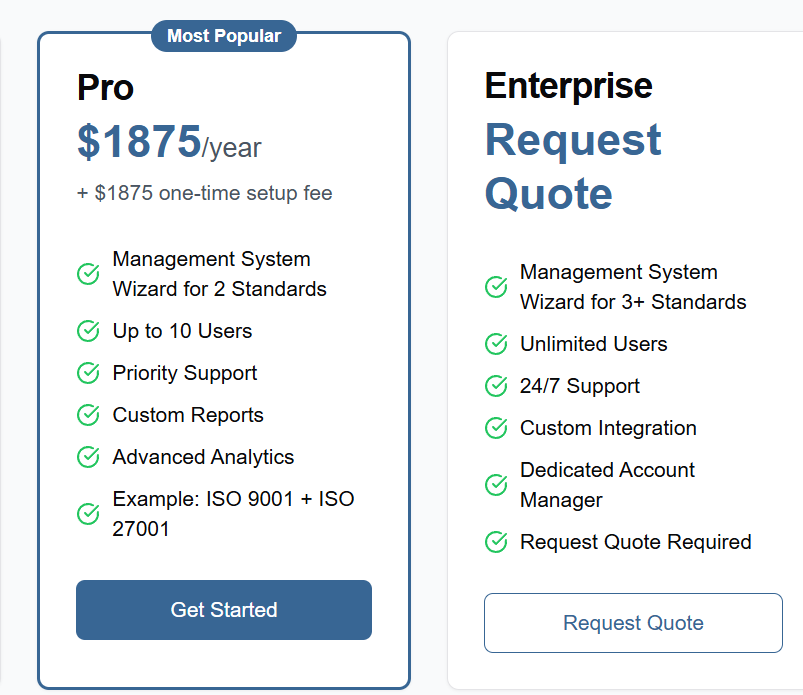 Most Popular
Pro
$1875/year
+ $1875 one-time setup fee
Management System
Wizard for 2 Standards
Up to 10 Users
Priority Support
Custom Reports
Advanced Analytics
Example: ISO 9001 + ISO
27001
Get Started
Enterprise
Request
Quote
Management System
Wizard for 3+ Standards
Unlimited Users
24/7 Support
Custom Integration
Dedicated Account
Manager
Request Quote Required
Request Quote